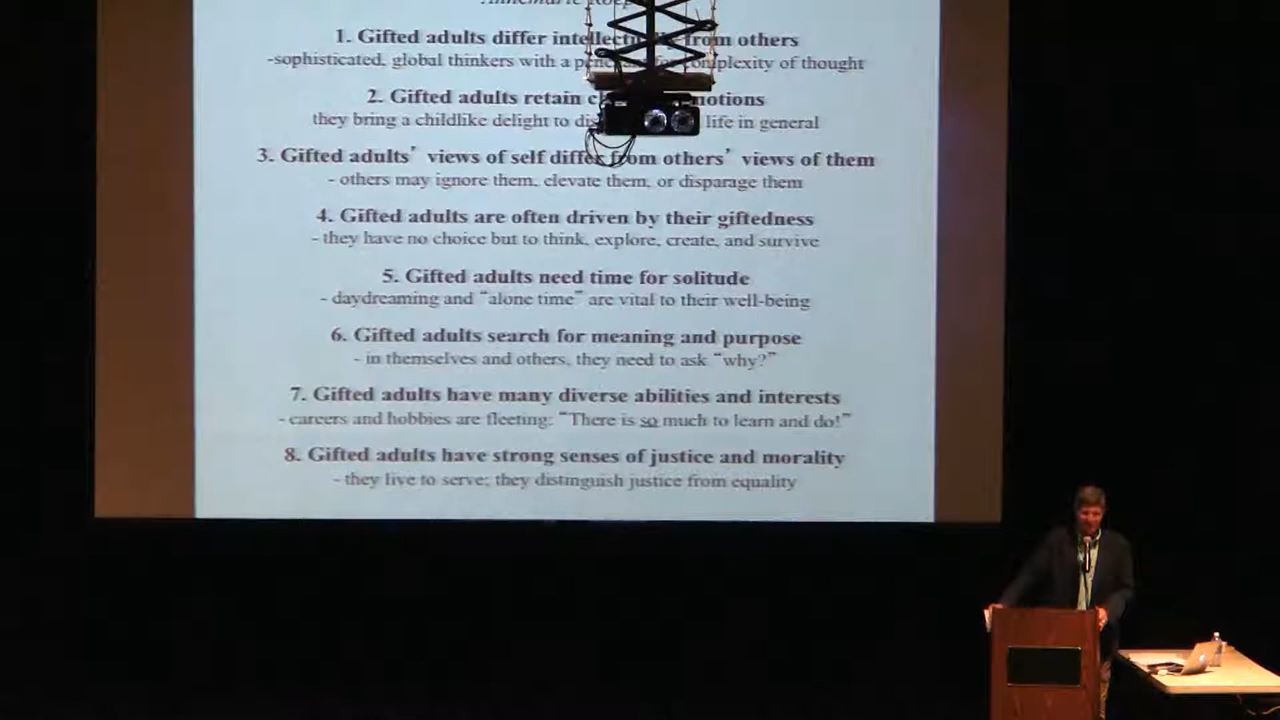 Annemarie
1. Gifted adults differ from others
-sophisticated, global thinkers with a complexity of thought
2. Gifted adults retain
they bring a childlike delight to life in general
3. Gifted adults' views of self differ from others' views of them
- others may ignore them, elevate them, or disparage them
4. Gifted adults are often driven by their giftedness
- they have no choice but to think, explore, create, and survive
5. Gifted adults need time for solitude
- daydreaming and "alone time" are vital to their well-being
6. Gifted adults search for meaning and purpose
- in themselves and others, they need to ask "why?"
7. Gifted adults have many diverse abilities and interests
- careers and hobbies are fleeting: "There is so much to learn and do!"
8. Gifted adults have strong senses of justice and morality
- they live to serve; they distinguish justice from equality